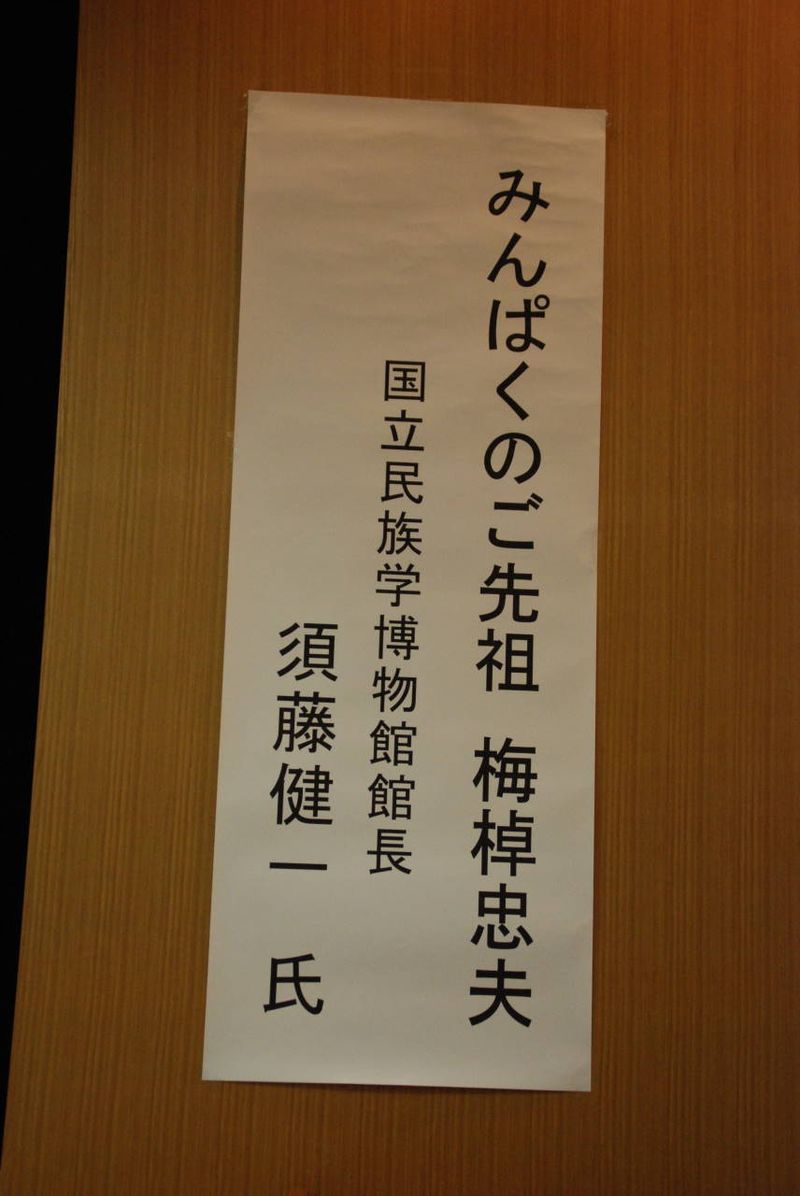 みんぱくのご先祖 梅棹忠夫
国立民族学博物館館長
須藤健一 氏